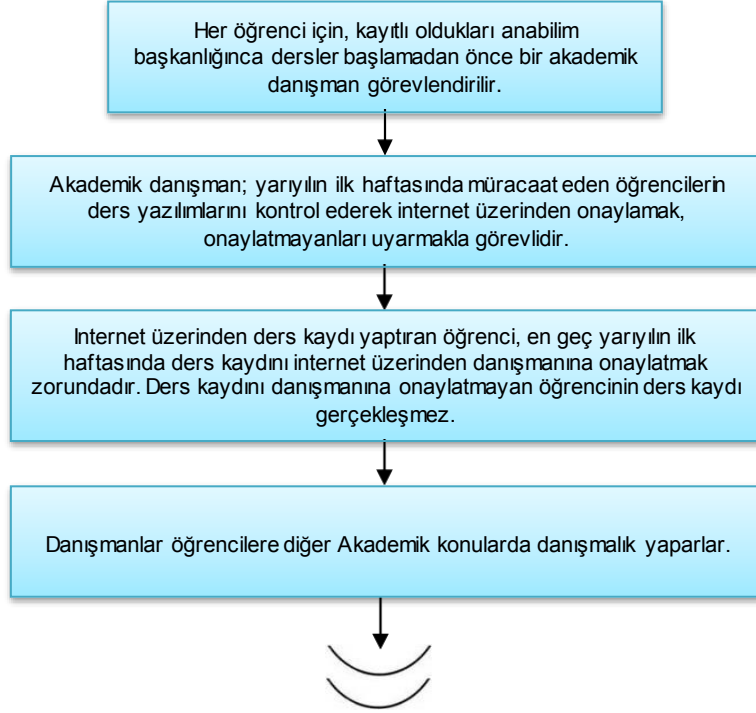 Her öğrenci için, kayıtlı oldukları anabilim
başkanlığınca dersler başlamadan önce bir akademik
danışman görevlendirilir.
Akademik danışman; yarıyılın ilk haftasında müracaat eden öğrencilerin
ders yazılımlarını kontrol ederek internet üzerinden onaylamak,
onaylatmayanları uyarmakla görevlidir.
Internet üzerinden ders kaydı yaptıran öğrenci, en geç yarıyılın ilk
haftasında ders kaydını internet üzerinden danışmanına onaylatmak
zorundadır. Ders kaydını danışmanına onaylatmayan öğrencinin ders kaydı
gerçekleşmez.
Danışmanlar öğrencilere diğer Akademik konularda danışmalık yaparlar.